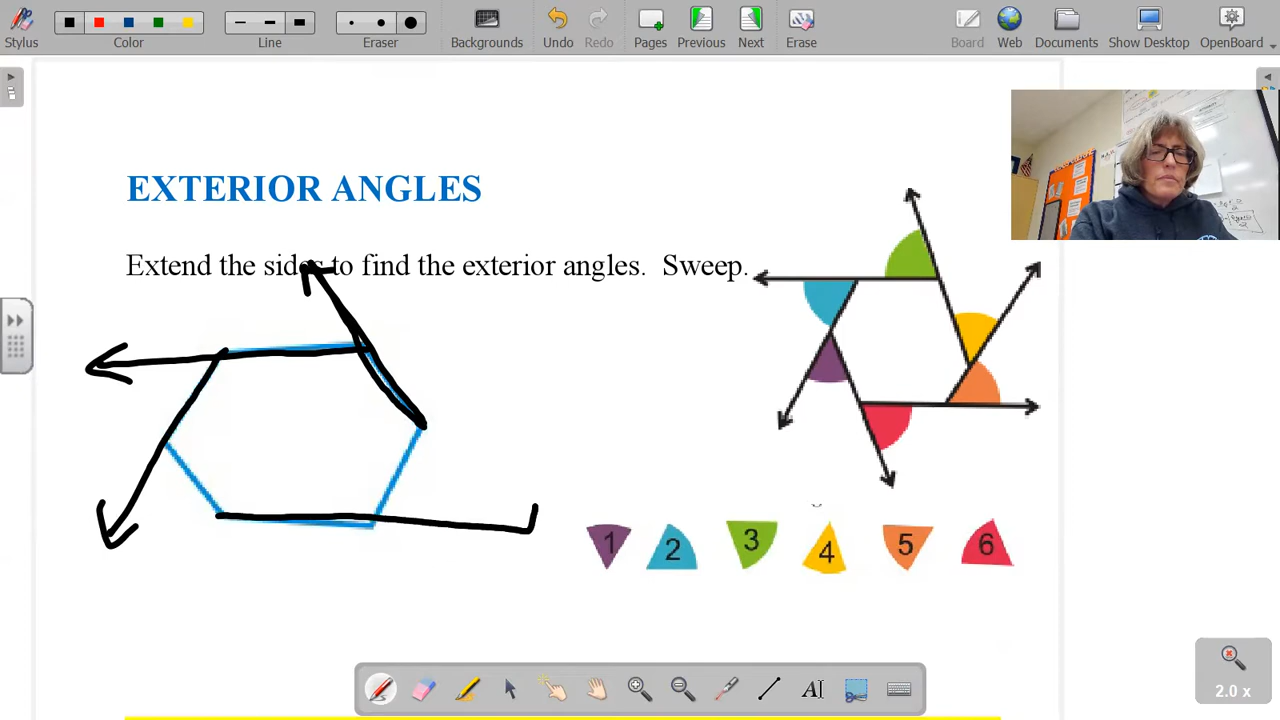 Stylus Color Line Eraser Backgrounds Undo Redo Pages Previous Next Erase Board Web Documents Show Desktop OpenBoard
EXTERIOR ANGLES
Extend the sides to find the exterior angles. Sweep.
1 2 3 4 5 6
2.0 x